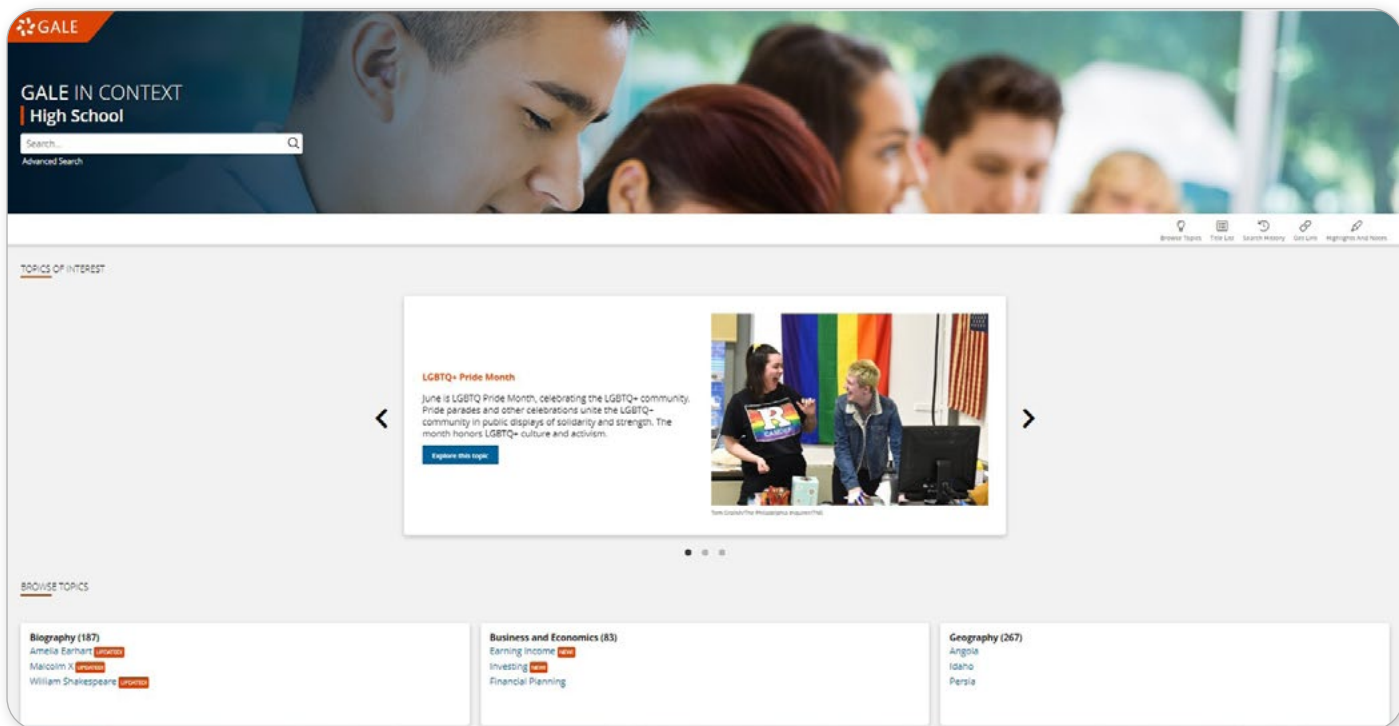 GALE
GALE IN CONTEXT
High School
Search...
Advanced Search
Browse Topics Title List Search History Get Link Highlights And Notes
TOPICS OF INTEREST
LGBTQ+ Pride Month
June is LGBTQ Pride Month, celebrating the LGBTQ+ community.
Pride parades and other celebrations unite the LGBTQ+
community in public displays of solidarity and strength. The
month honors LGBTQ+ culture and activism.
Explore this topic
R
CAMDEN
Philadelphia Inquirer/TNS
BROWSE TOPICS
Biography (187)
Amelia Earhart UPDATED!
Malcolm X UPDATED!
William Shakespeare UPDATED!
Business and Economics (83)
Earning Income NEW!
Investing NEW!
Financial Planning
Geography (267)
Angola
Idaho
Persia